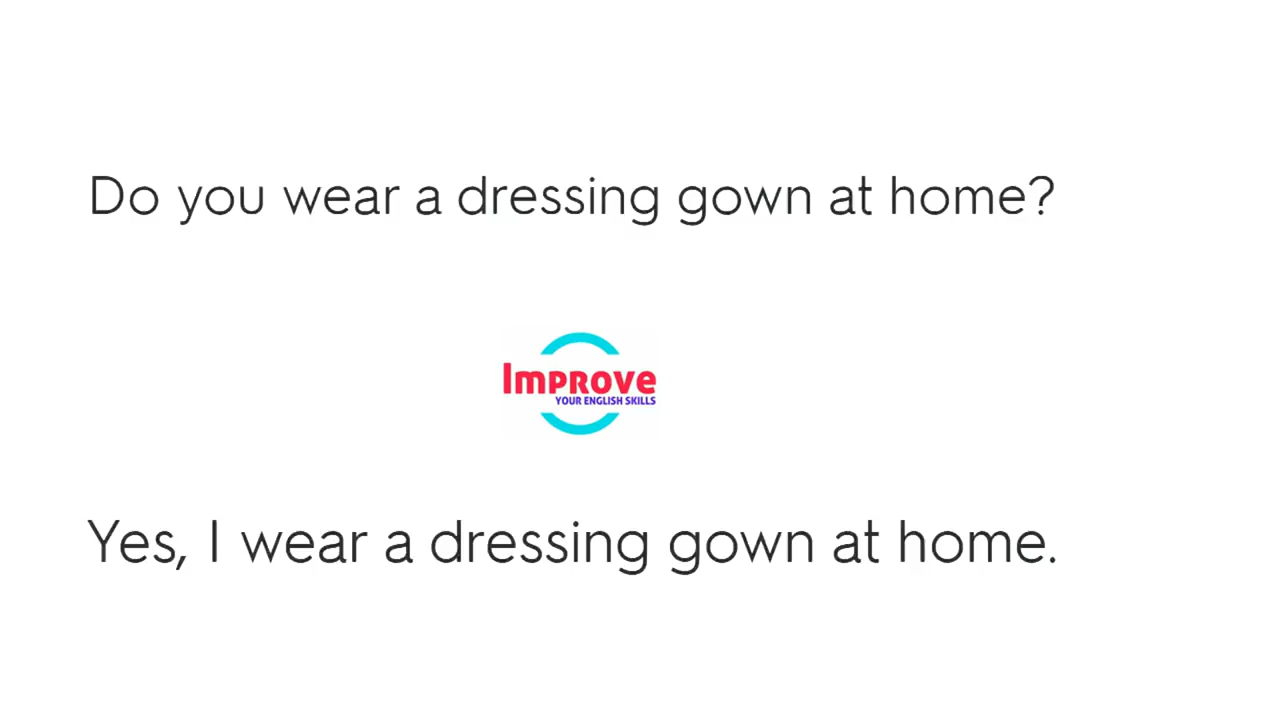 Do you wear a dressing gown at home?
Improve
YOUR ENGLISH SKILLS
Yes, I wear a dressing gown at home.